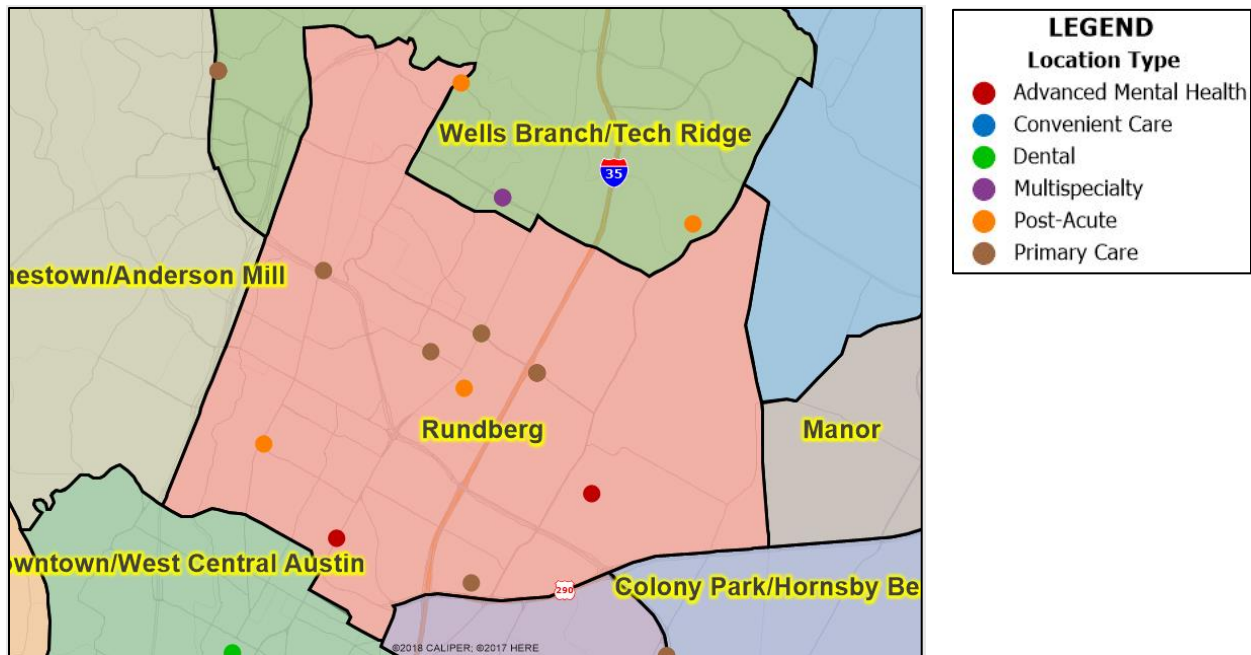 LEGEND
Location Type
Advanced Mental Health
Convenient Care
Dental
Multispecialty
Post-Acute
Primary Care
Wells Branch/Tech Ridge
35
nestown/Anderson Mill
Rundberg
Manor
owntown/West Central Austin
290
Colony Park/Hornsby Be
©2018 CALIPER; ©2017 HERE